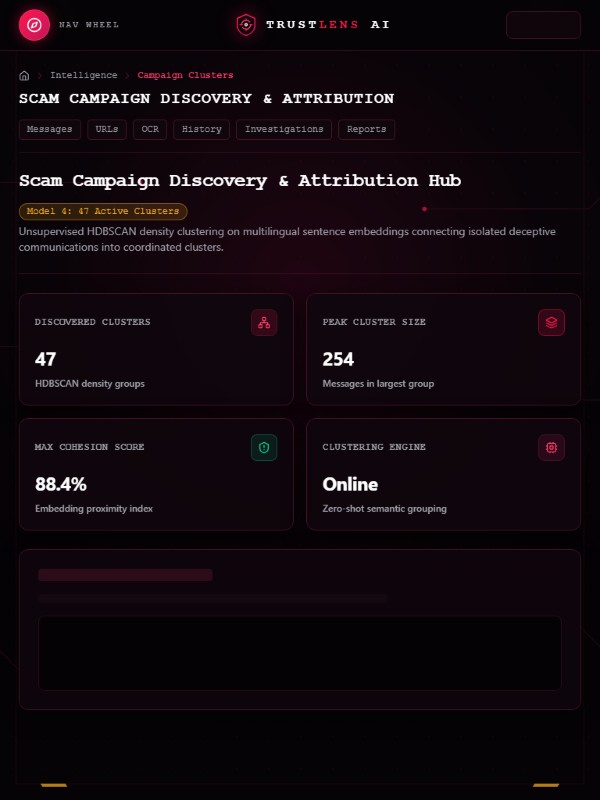 NAV WHEEL
TRUSTLENS AI
Intelligence
Campaign Clusters
SCAM CAMPAIGN DISCOVERY & ATTRIBUTION
Messages
URLs
OCR
History
Investigations
Reports
Scam Campaign Discovery & Attribution Hub
Model 4: 47 Active Clusters
Unsupervised HDBSCAN density clustering on multilingual sentence embeddings connecting isolated deceptive
communications into coordinated clusters.
DISCOVERED CLUSTERS
47
HDBSCAN density groups
PEAK CLUSTER SIZE
254
Messages in largest group
MAX COHESION SCORE
88.4%
Embedding proximity index
CLUSTERING ENGINE
Online
Zero-shot semantic grouping